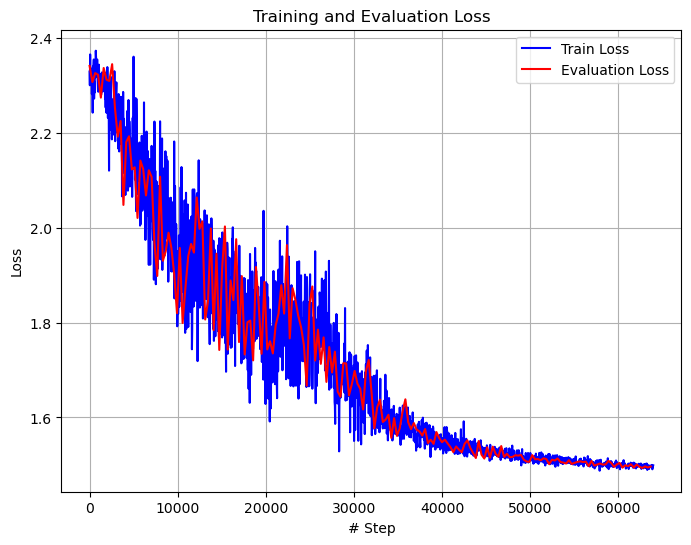 Training and Evaluation Loss
Train Loss
Evaluation Loss
2.4
2.2
2.0
1.8
1.6
Loss
0
10000
20000
30000
40000
50000
60000
# Step